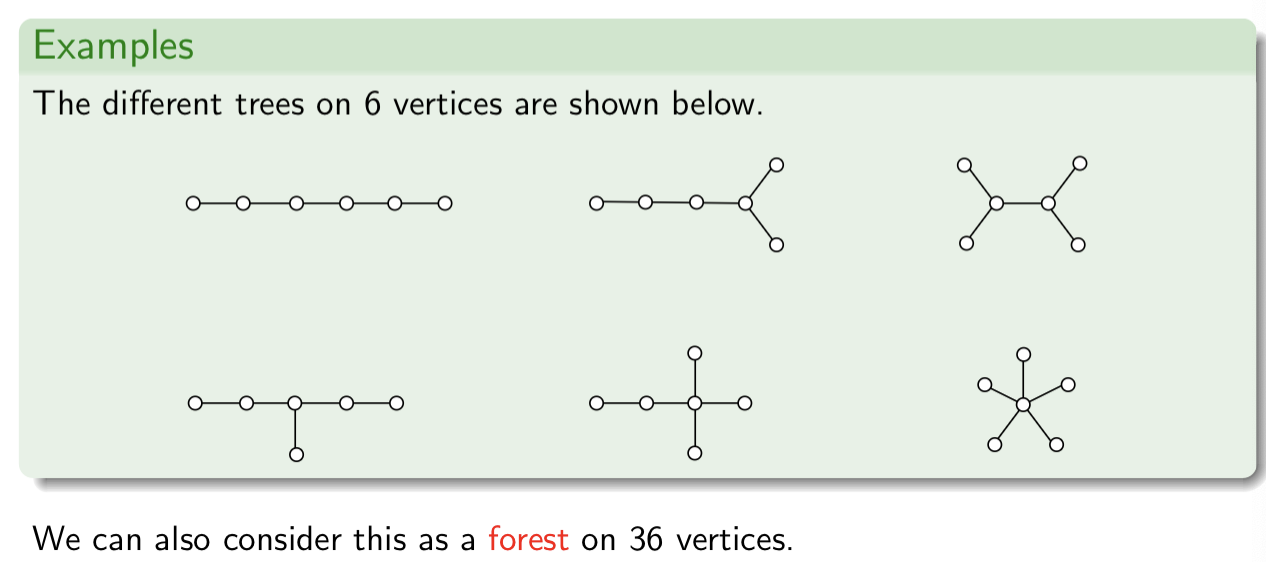 Examples
The different trees on 6 vertices are shown below.
We can also consider this as a forest on 36 vertices.